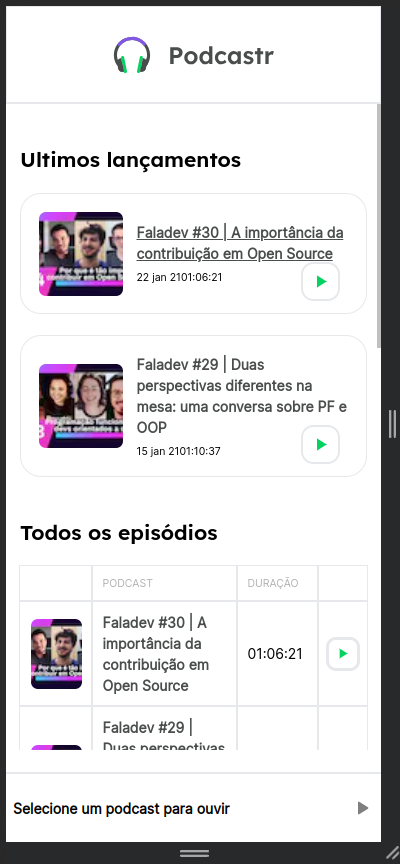 Podcastr
Ultimos lançamentos
Faladev #30 | A importância da
contribuição em Open Source
22 jan 2101:06:21
Faladev #29 | Duas
perspectivas diferentes na
mesa: uma conversa sobre PF e
OOP
15 jan 2101:10:37
Todos os episódios
PODCAST DURAÇÃO
Faladev #30 | A
importância da
contribuição em
Open Source
01:06:21
Faladev #29 |
Duas perspectivas
Selecione um podcast para ouvir